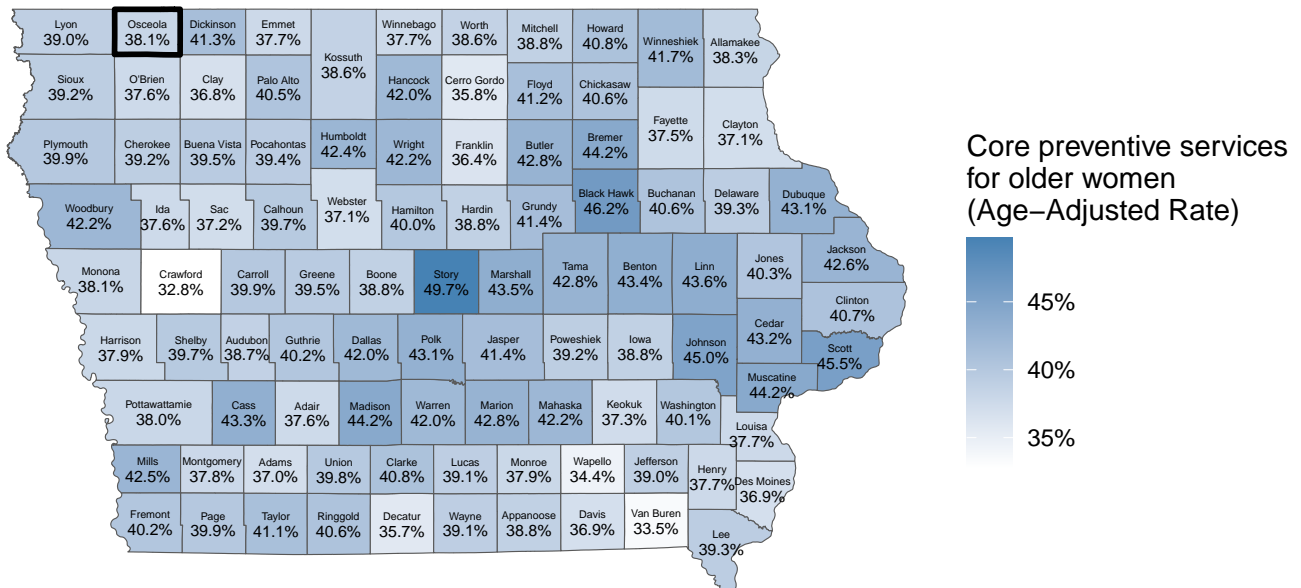 Lyon
39.0%
Osceola
38.1%
Dickinson
41.3%
Emmet
37.7%
Winnebago
37.7%
Worth
38.6%
Mitchell
38.8%
Howard
40.8%
Winneshiek
41.7%
Allamakee
38.3%
Kossuth
38.6%
Sioux
39.2%
O'Brien
37.6%
Clay
36.8%
Palo Alto
40.5%
Hancock
42.0%
Cerro Gordo
35.8%
Floyd
41.2%
Chickasaw
40.6%
Fayette
37.5%
Clayton
37.1%
Plymouth
39.9%
Cherokee
39.2%
Buena Vista
39.5%
Pocahontas
39.4%
Humboldt
42.4%
Wright
42.2%
Franklin
36.4%
Butler
42.8%
Bremer
44.2%
Woodbury
42.2%
Ida
37.6%
Sac
37.2%
Calhoun
39.7%
Webster
37.1%
Hamilton
40.0%
Hardin
38.8%
Grundy
41.4%
Black Hawk
46.2%
Buchanan
40.6%
Delaware
39.3%
Dubuque
43.1%
Monona
38.1%
Crawford
32.8%
Carroll
39.9%
Greene
39.5%
Boone
38.8%
Story
49.7%
Marshall
43.5%
Tama
42.8%
Benton
43.4%
Linn
43.6%
Jones
40.3%
Jackson
42.6%
Clinton
40.7%
Harrison
37.9%
Shelby
39.7%
Audubon
38.7%
Guthrie
40.2%
Dallas
42.0%
Polk
43.1%
Jasper
41.4%
Poweshiek
39.2%
Iowa
38.8%
Johnson
45.0%
Cedar
43.2%
Scott
45.5%
Muscatine
44.2%
Pottawattamie
38.0%
Cass
43.3%
Adair
37.6%
Madison
44.2%
Warren
42.0%
Marion
42.8%
Mahaska
42.2%
Keokuk
37.3%
Washington
40.1%
Louisa
37.7%
Mills
42.5%
Montgomery
37.8%
Adams
37.0%
Union
39.8%
Clarke
40.8%
Lucas
39.1%
Monroe
37.9%
Wapello
34.4%
Jefferson
39.0%
Henry
37.7%
Des Moines
36.9%
Fremont
40.2%
Page
39.9%
Taylor
41.1%
Ringgold
40.6%
Decatur
35.7%
Wayne
39.1%
Appanoose
38.8%
Davis
36.9%
Van Buren
33.5%
Lee
39.3%
Core preventive services
for older women
(Age−Adjusted Rate)
45%
40%
35%